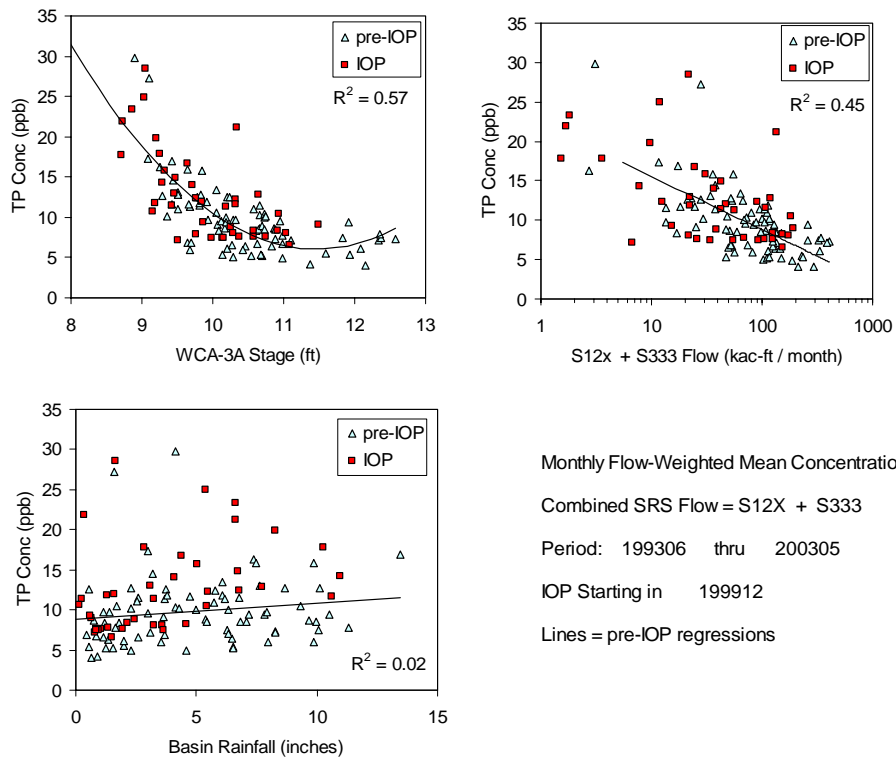 35
30
25
20
15
10
5
0
TP Conc (ppb)
pre-IOP
IOP
R² = 0.57
8 9 10 11 12 13
WCA-3A Stage (ft)
35
30
25
20
15
10
5
0
TP Conc (ppb)
pre-IOP
IOP
R² = 0.45
1 10 100 1000
S12x + S333 Flow (kac-ft / month)
35
30
25
20
15
10
5
0
TP Conc (ppb)
pre-IOP
IOP
R² = 0.02
0 5 10 15
Basin Rainfall (inches)
Monthly Flow-Weighted Mean Concentratio
Combined SRS Flow = S12X + S333
Period: 199306 thru 200305
IOP Starting in 199912
Lines = pre-IOP regressions